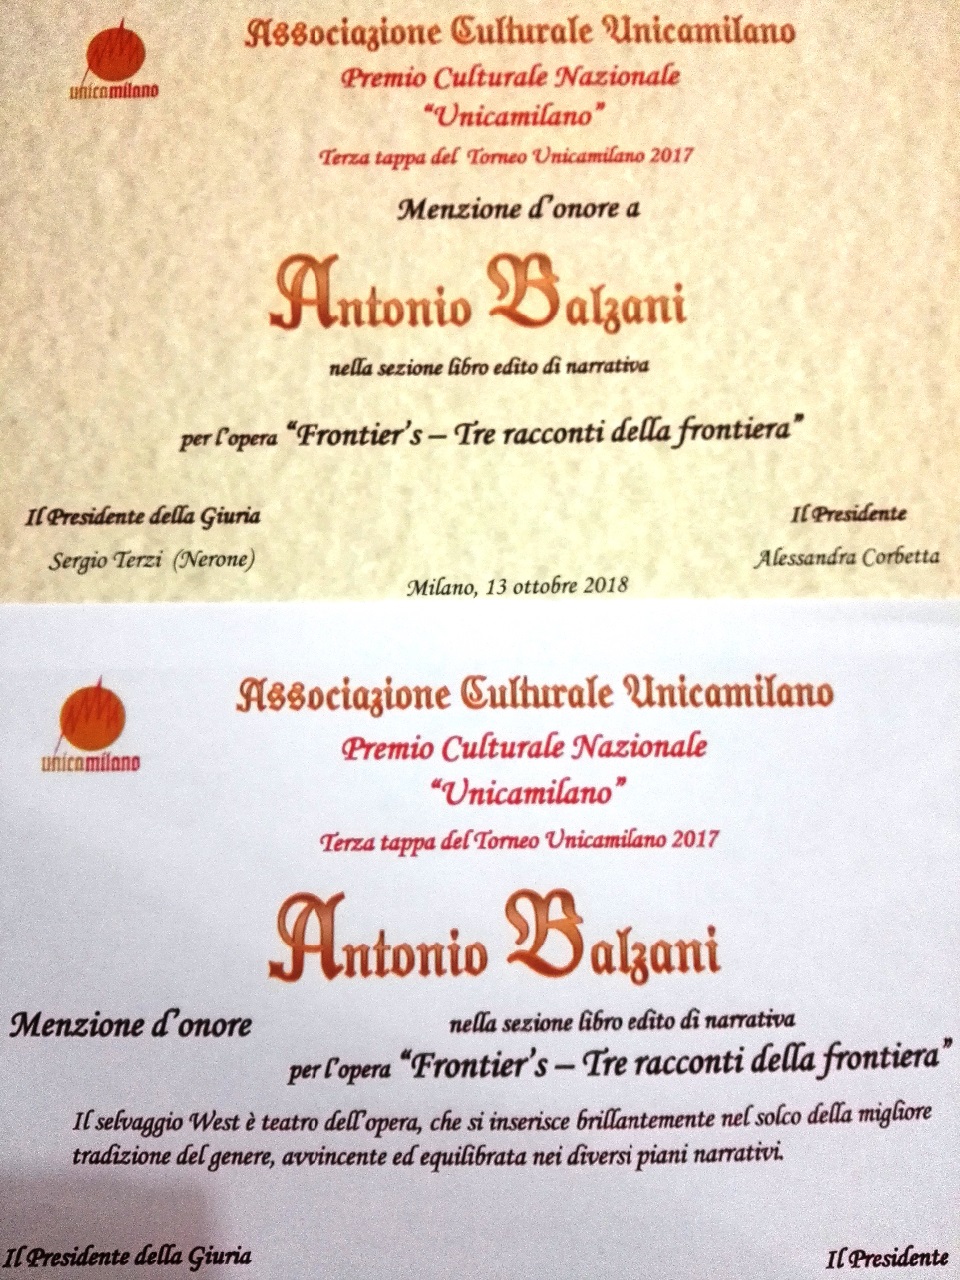 unicamilano
Associazione Culturale Unicamilano
Premio Culturale Nazionale
“Unicamilano”
Terza tappa del Torneo Unicamilano 2017
Menzione d’onore a
Antonio Balzani
nella sezione libro edito di narrativa
per l’opera “Frontier’s – Tre racconti della frontiera”
Il Presidente della Giuria
Il Presidente
Sergio Terzi (Nerone)
Alessandra Corbetta
Milano, 13 ottobre 2018
unicamilano
Associazione Culturale Unicamilano
Premio Culturale Nazionale
“Unicamilano”
Terza tappa del Torneo Unicamilano 2017
Antonio Balzani
Menzione d’onore
nella sezione libro edito di narrativa
per l’opera “Frontier’s – Tre racconti della frontiera”
Il selvaggio West è teatro dell’opera, che si inserisce brillantemente nel solco della migliore
tradizione del genere, avvincente ed equilibrata nei diversi piani narrativi.
Il Presidente della Giuria
Il Presidente